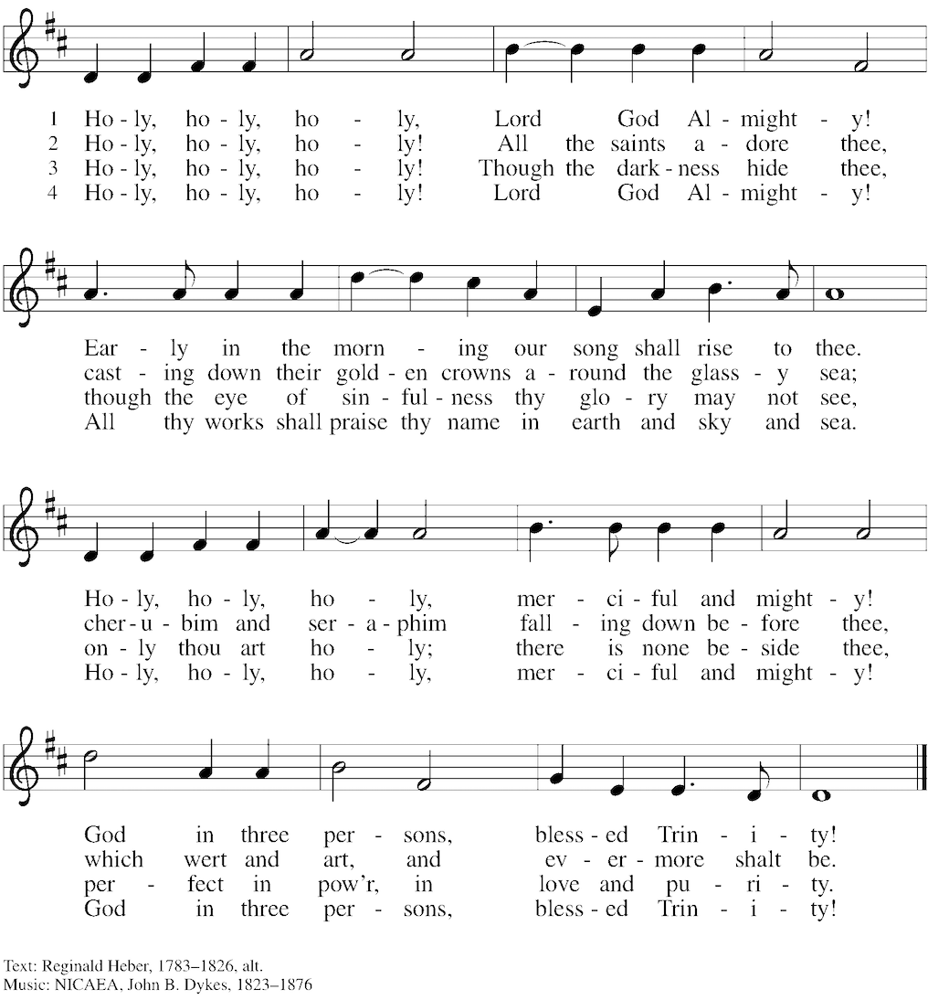 1 Ho - ly, ho - ly, ho - ly, Lord God Al - might - y!
2 Ho - ly, ho - ly, ho - ly! All the saints a - dore thee,
3 Ho - ly, ho - ly, ho - ly! Though the dark - ness hide thee,
4 Ho - ly, ho - ly, ho - ly! Lord God Al - might - y!
Ear - ly in the morn - ing our song shall rise to thee.
cast - ing down their gold - en crowns a - round the glass - y sea;
though the eye of sin - ful - ness thy glo - ry may not see,
All thy works shall praise thy name in earth and sky and sea.
Ho - ly, ho - ly, ho - ly, mer - ci - ful and might - y!
cher - u - bim and ser - a - phim fall - ing down be - fore thee,
on - ly thou art ho - ly; there is none be - side thee,
Ho - ly, ho - ly, ho - ly, mer - ci - ful and might - y!
God in three per - sons, bless - ed Trin - i - ty!
which wert and art, and ev - er - more shalt be.
per - fect in pow'r, in love and pu - ri - ty.
God in three per - sons, bless - ed Trin - i - ty!
Text: Reginald Heber, 1783–1826, alt.
Music: NICAEA, John B. Dykes, 1823–1876